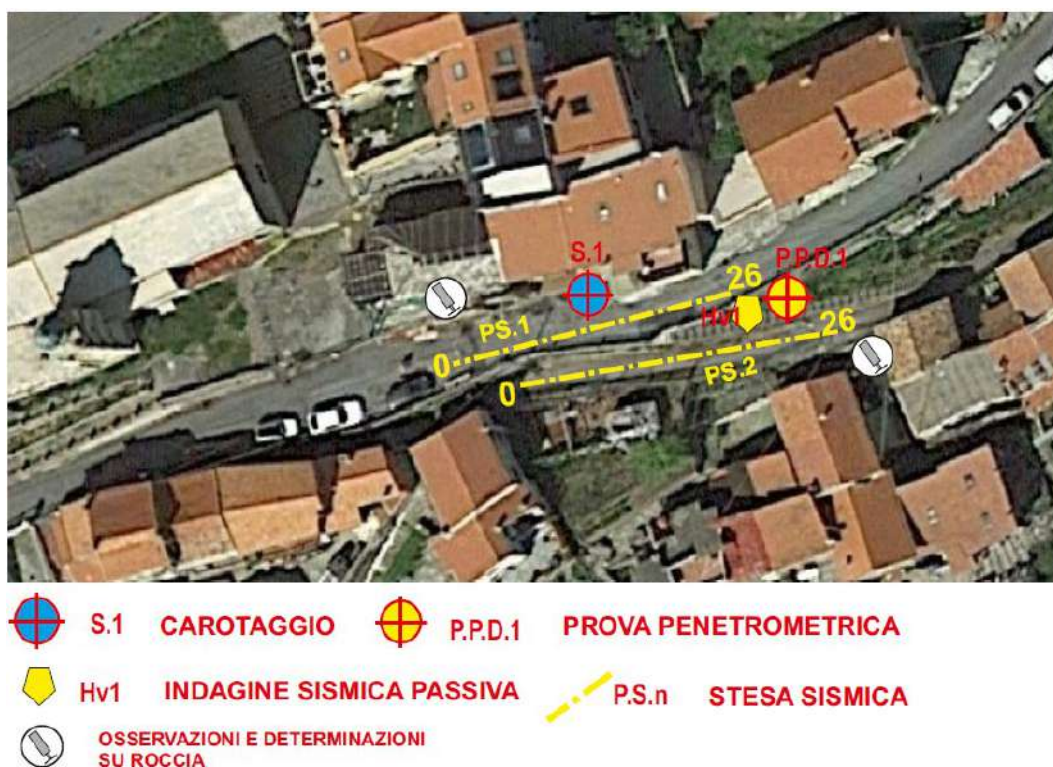 S.1
P.P.D.1
26
Hv1
PS.1
26
0
PS.2
0
S.1 CAROTAGGIO P.P.D.1 PROVA PENETROMETRICA
Hv1 INDAGINE SISMICA PASSIVA P.S.n STESA SISMICA
OSSERVAZIONI E DETERMINAZIONI
SU ROCCIA